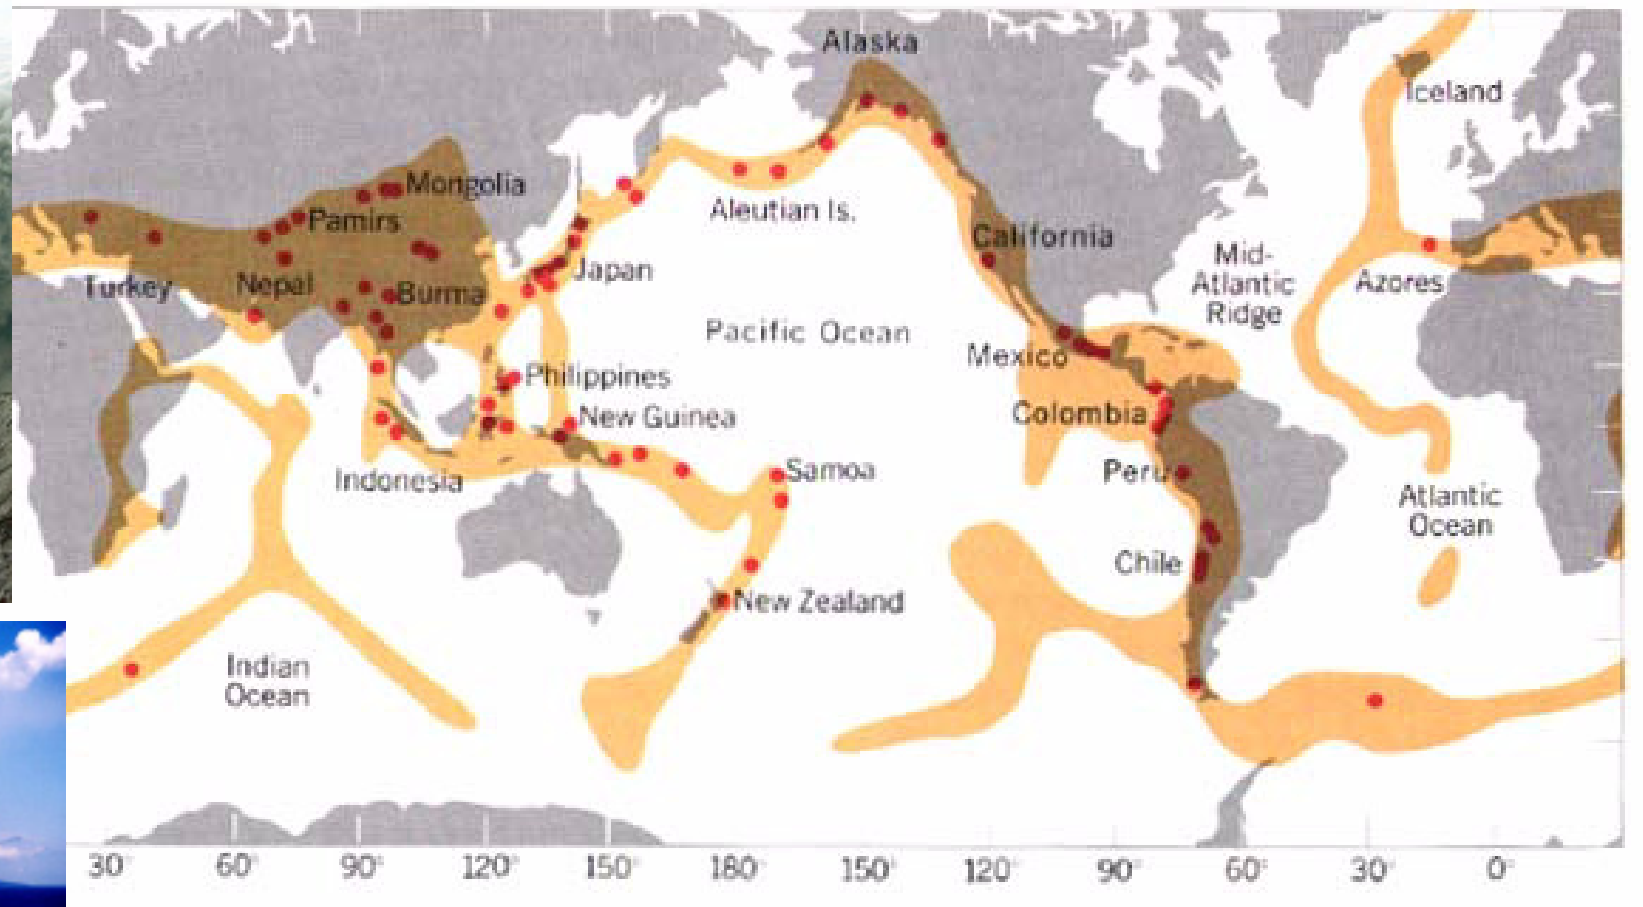 Alaska
Iceland
Mongolia
Pamirs
Aleutian Is.
California
Mid-
Atlantic
Ridge
Japan
Turkey
Nepal
Burma
Azores
Pacific Ocean
Mexico
Philippines
New Guinea
Colombia
Indonesia
Samoa
Peru
Atlantic
Ocean
Chile
New Zealand
Indian
Ocean
30° 60° 90° 120° 150° 180° 150° 120° 90° 60° 30° 0°